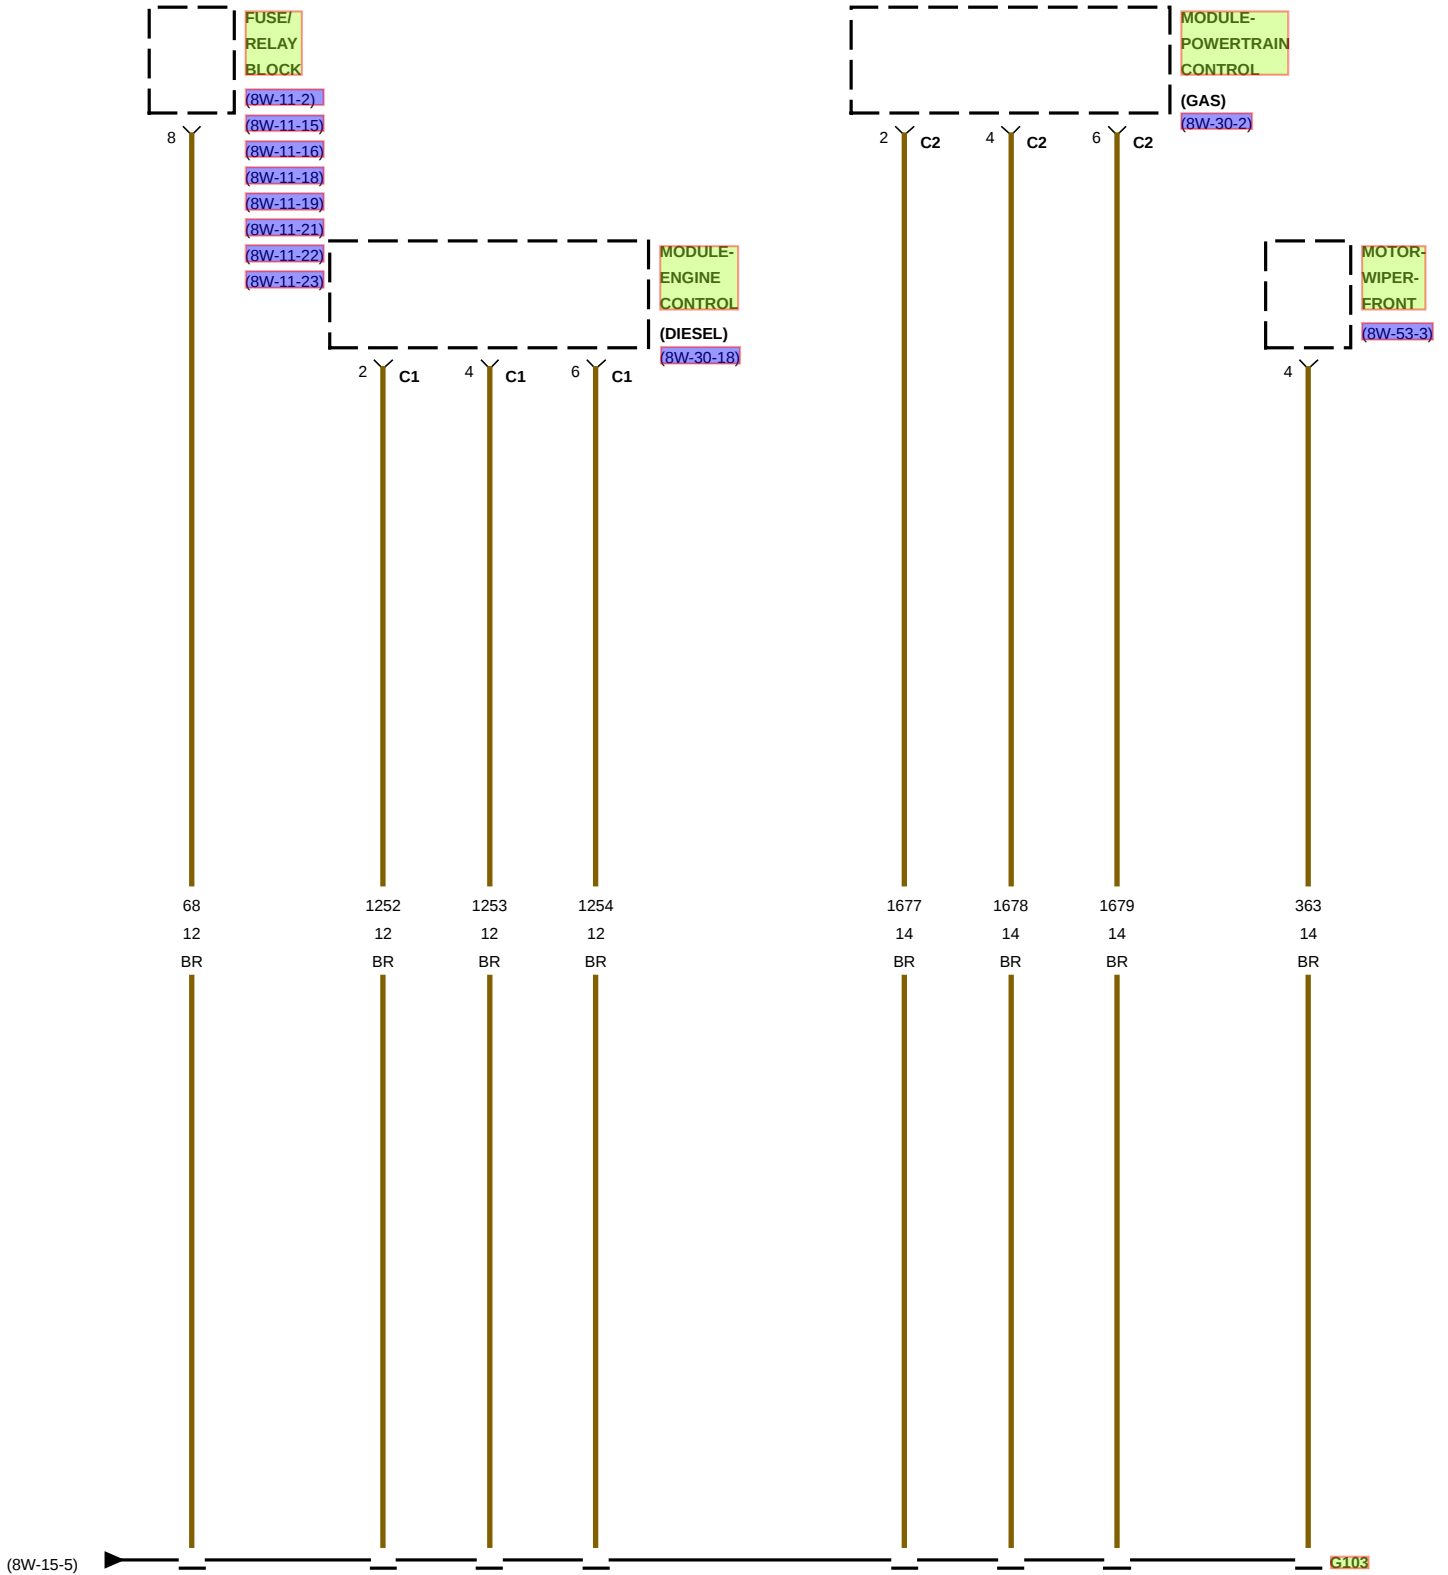 FUSE/
RELAY
BLOCK
(8W-11-2)
(8W-11-15)
(8W-11-16)
(8W-11-18)
(8W-11-19)
(8W-11-21)
(8W-11-22)
(8W-11-23)
8
MODULE-
POWERTRAIN
CONTROL
(GAS)
(8W-30-2)
2 C2 4 C2 6 C2
MODULE-
ENGINE
CONTROL
(DIESEL)
(8W-30-18)
2 C1 4 C1 6 C1
MOTOR-
WIPER-
FRONT
(8W-53-3)
4
68 1252 1253 1254 1677 1678 1679 363
12 12 12 12 14 14 14 14
BR BR BR BR BR BR BR BR
(8W-15-5) G103